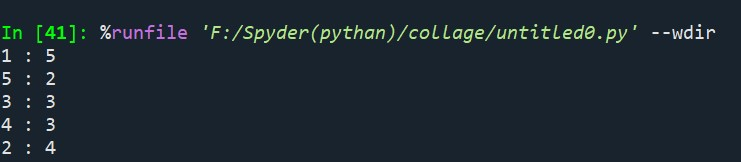 In [41]: %runfile 'F:/Spyder(pythan)/collage/untitled0.py' --wdir
1 : 5
5 : 2
3 : 3
4 : 3
2 : 4